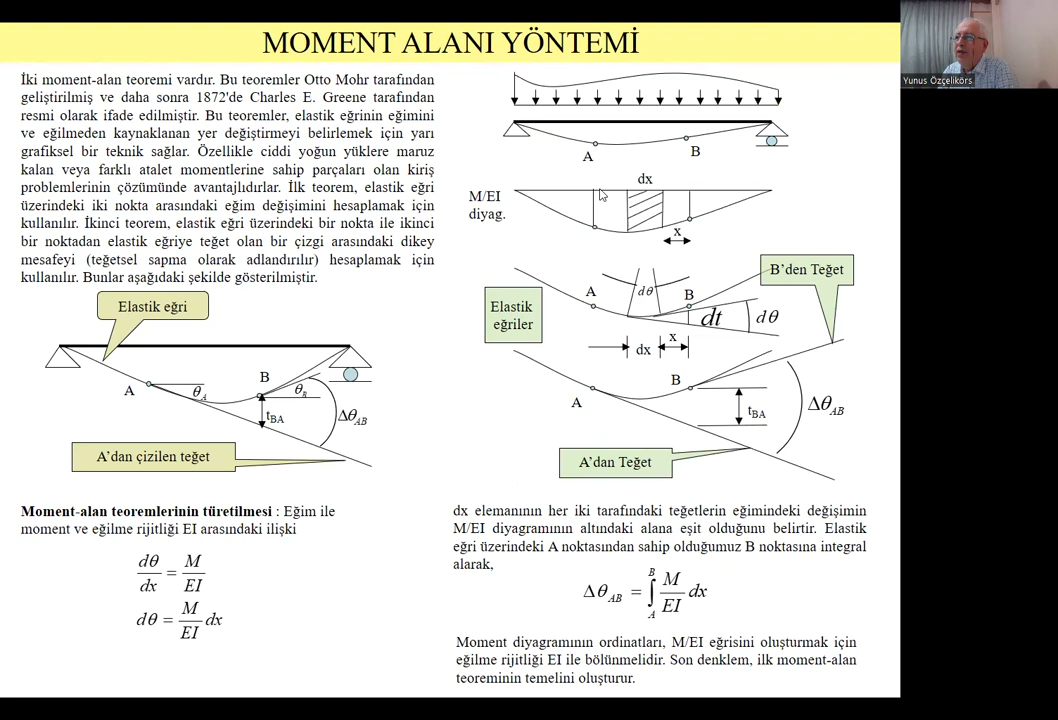 MOMENT ALANI YÖNTEMİ
Yunus Özçelikörs
İki moment-alan teoremi vardır. Bu teoremler Otto Mohr tarafından
geliştirilmiş ve daha sonra 1872'de Charles E. Greene tarafından
resmi olarak ifade edilmiştir. Bu teoremler, elastik eğrinin eğimini
ve eğilmeden kaynaklanan yer değiştirmeyi belirlemek için yarı
grafiksel bir teknik sağlar. Özellikle ciddi yoğun yüklere maruz
kalan veya farklı atalet momentlerine sahip parçaları olan kiriş
problemlerinin çözümünde avantajlıdırlar. İlk teorem, elastik eğri
üzerindeki iki nokta arasındaki eğim değişimini hesaplamak için
kullanılır. İkinci teorem, elastik eğri üzerindeki bir nokta ile ikinci
bir noktadan elastik eğriye teğet olan bir çizgi arasındaki dikey
mesafeyi (teğetsel sapma olarak adlandırılır) hesaplamak için
kullanılır. Bunlar aşağıdaki şekilde gösterilmiştir.
Elastik eğri
A
B
θ_A
θ_B
t_BA
Δθ_AB
A'dan çizilen teğet
Moment-alan teoremlerinin türetilmesi : Eğim ile
moment ve eğilme rijitliği EI arasındaki ilişki
dθ/dx = M/EI
dθ = M/EI dx
A
B
M/EI
diyag.
dx
x
B'den Teğet
Elastik
eğriler
A
dθ
B
dt
dθ
dx
x
A
B
t_BA
Δθ_AB
A'dan Teğet
dx elemanının her iki tarafındaki teğetlerin eğimindeki değişimin
M/EI diyagramının altındaki alana eşit olduğunu belirtir. Elastik
eğri üzerindeki A noktasından sahip olduğumuz B noktasına integral
alarak,
Δθ_AB = ∫_A^B M/EI dx
Moment diyagramının ordinatları, M/EI eğrisini oluşturmak için
eğilme rijitliği EI ile bölünmelidir. Son denklem, ilk moment-alan
teoreminin temelini oluşturur.